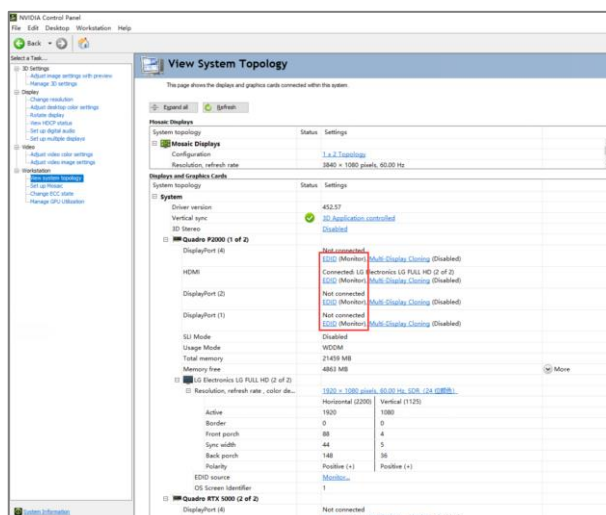 NVIDIA Control Panel
File Edit Desktop Workstation Help
Back
Select a Task...
3D Settings
Adjust image settings with preview
Manage 3D settings
Display
Change resolution
Adjust desktop color settings
Rotate display
View HDCP status
Set up digital audio
Set up multiple displays
Video
Adjust video color settings
Adjust video image settings
Workstation
View system topology
Set up Mosaic
Change ECC state
Manage GPU Utilization
System Information
View System Topology
The page shows the displays and graphics cards connected within the system.
Expand all Refresh
Mosaic Displays
System topology Status Settings
Mosaic Displays
Configuration 1 x 2 Topology
Resolution, refresh rate 3840 × 1080 pixels, 60.00 Hz
Displays and Graphics Cards
System topology Status Settings
System
Driver version 452.57
Vertical sync 3D Application controlled
3D Stereo Disabled
Quadro P2000 (1 of 2)
DisplayPort (4) Not connected
EDID (Monitor), Multi-Display Cloning (Disabled)
HDMI Connected: LG Electronics LG FULL HD (2 of 2)
EDID (Monitor), Multi-Display Cloning (Disabled)
DisplayPort (2) Not connected
EDID (Monitor), Multi-Display Cloning (Disabled)
DisplayPort (1) Not connected
EDID (Monitor), Multi-Display Cloning (Disabled)
SLI Mode Disabled
Usage Mode WDDM
Total memory 21459 MB
Memory free 4863 MB More
LG Electronics LG FULL HD (2 of 2)
Resolution, refresh rate , color de... 1920 × 1080 pixels, 60.00 Hz, SDR (24 位颜色)
Horizontal (2200) Vertical (1125)
Active 1920 1080
Border 0 0
Front porch 88 4
Sync width 44 5
Back porch 148 36
Polarity Positive (+) Positive (+)
EDID source Monitor...
OS Screen Identifier 1
Quadro RTX 5000 (2 of 2)
DisplayPort (4) Not connected